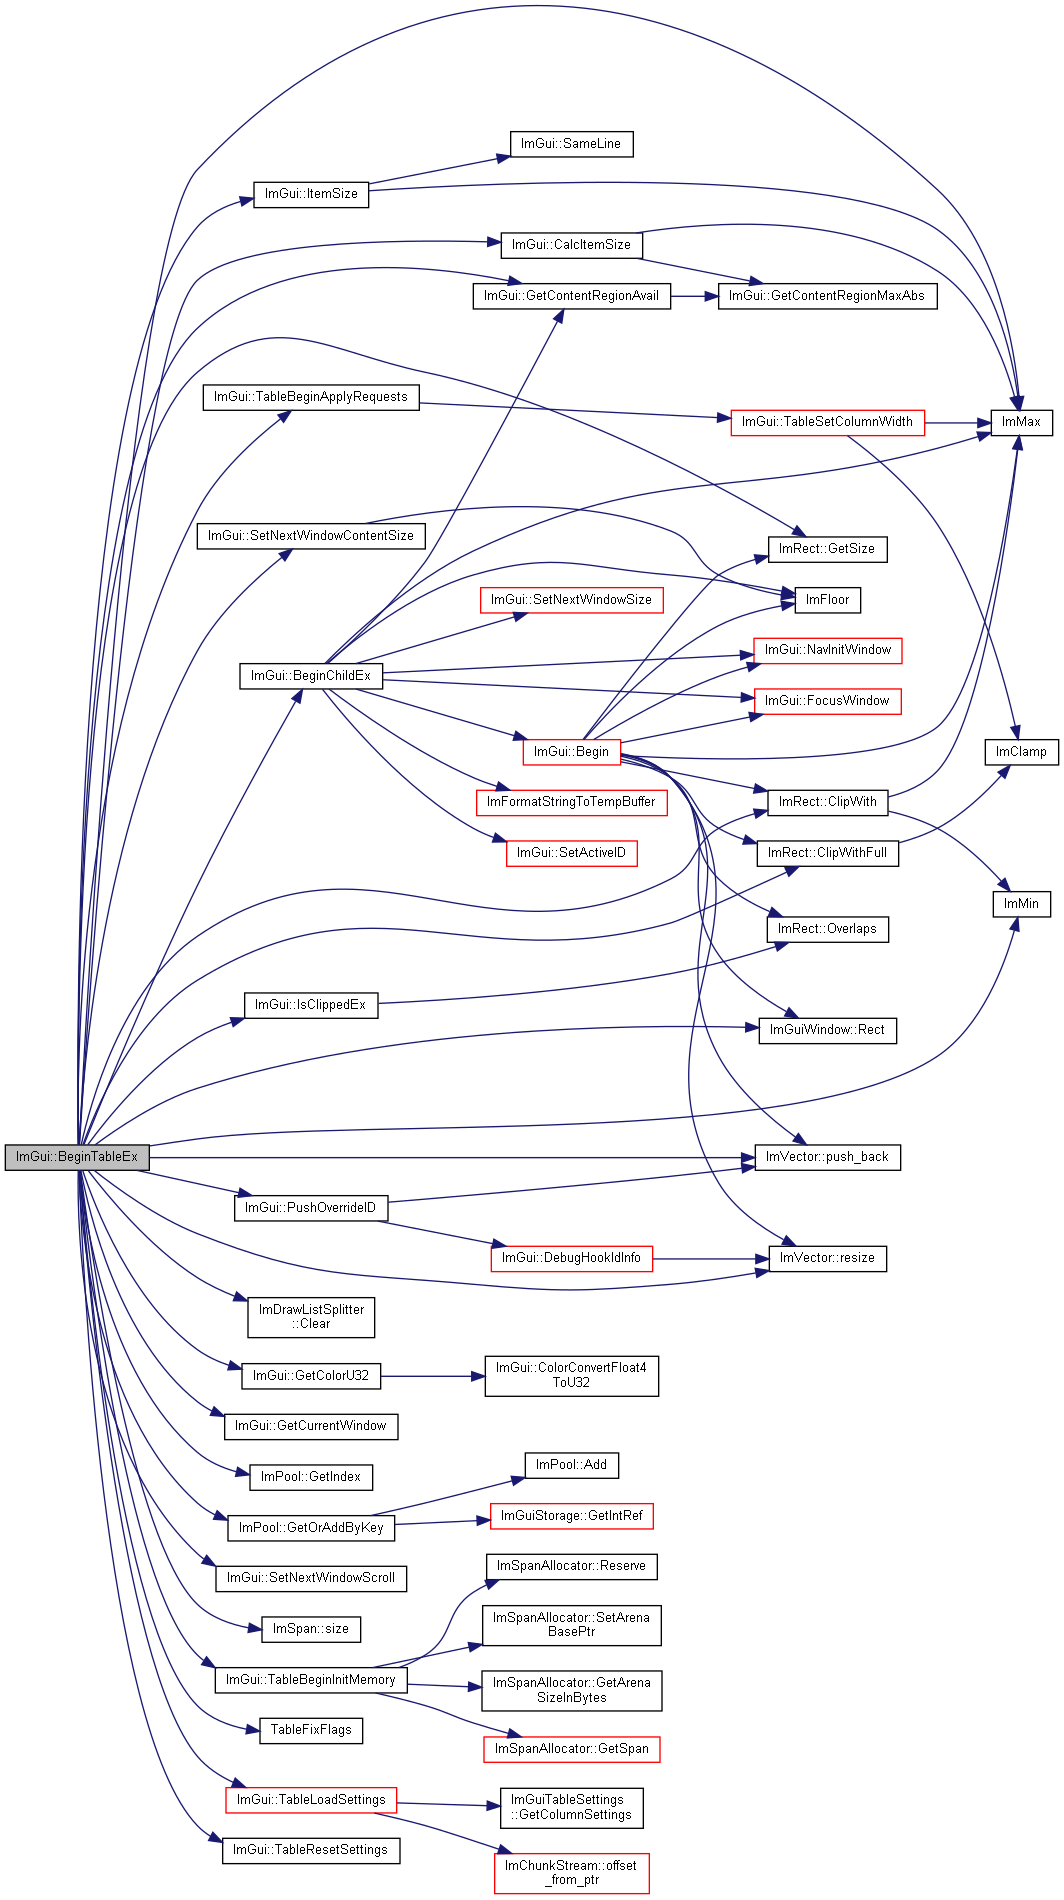 ImGui::SameLine
ImGui::ItemSize
ImGui::CalcItemSize
ImGui::GetContentRegionAvail
ImGui::GetContentRegionMaxAbs
ImGui::TableBeginApplyRequests
ImGui::TableSetColumnWidth
ImMax
ImGui::SetNextWindowContentSize
ImRect::GetSize
ImGui::SetNextWindowSize
ImFloor
ImGui::NavInitWindow
ImGui::BeginChildEx
ImGui::FocusWindow
ImGui::Begin
ImClamp
ImFormatStringToTempBuffer
ImRect::ClipWith
ImGui::SetActiveID
ImRect::ClipWithFull
ImMin
ImRect::Overlaps
ImGui::IsClippedEx
ImGuiWindow::Rect
ImGui::BeginTableEx
ImVector::push_back
ImGui::PushOverrideID
ImGui::DebugHookIdInfo
ImVector::resize
ImDrawListSplitter
::Clear
ImGui::GetColorU32
ImGui::ColorConvertFloat4
ToU32
ImGui::GetCurrentWindow
ImPool::GetIndex
ImPool::Add
ImPool::GetOrAddByKey
ImGuiStorage::GetIntRef
ImGui::SetNextWindowScroll
ImSpanAllocator::Reserve
ImSpan::size
ImSpanAllocator::SetArena
BasePtr
ImGui::TableBeginInitMemory
ImSpanAllocator::GetArena
SizeInBytes
TableFixFlags
ImSpanAllocator::GetSpan
ImGui::TableLoadSettings
ImGuiTableSettings
::GetColumnSettings
ImGui::TableResetSettings
ImChunkStream::offset
_from_ptr